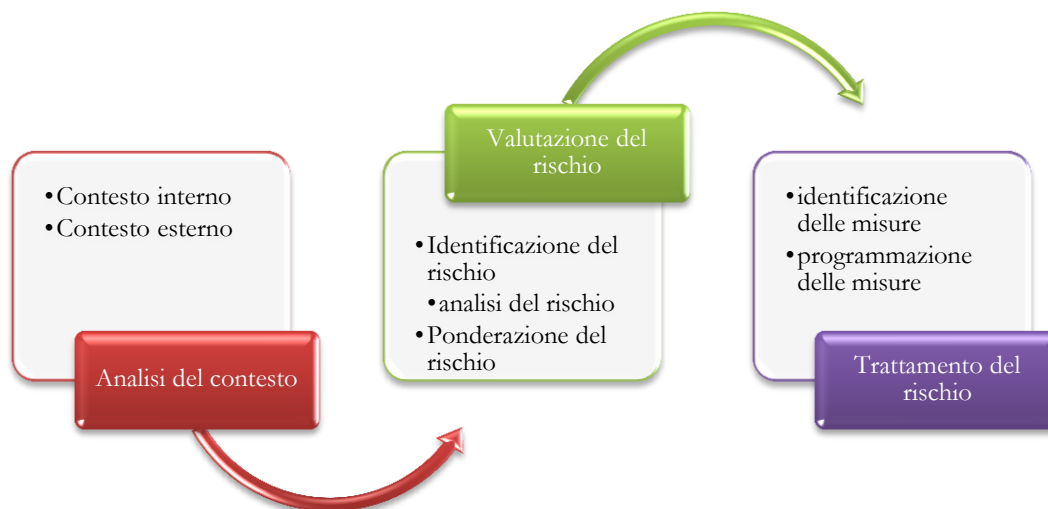 •Contesto interno
•Contesto esterno
Analisi del contesto
Valutazione del
rischio
•Identificazione del
rischio
•analisi del rischio
•Ponderazione del
rischio
•identificazione
delle misure
•programmazione
delle misure
Trattamento del
rischio